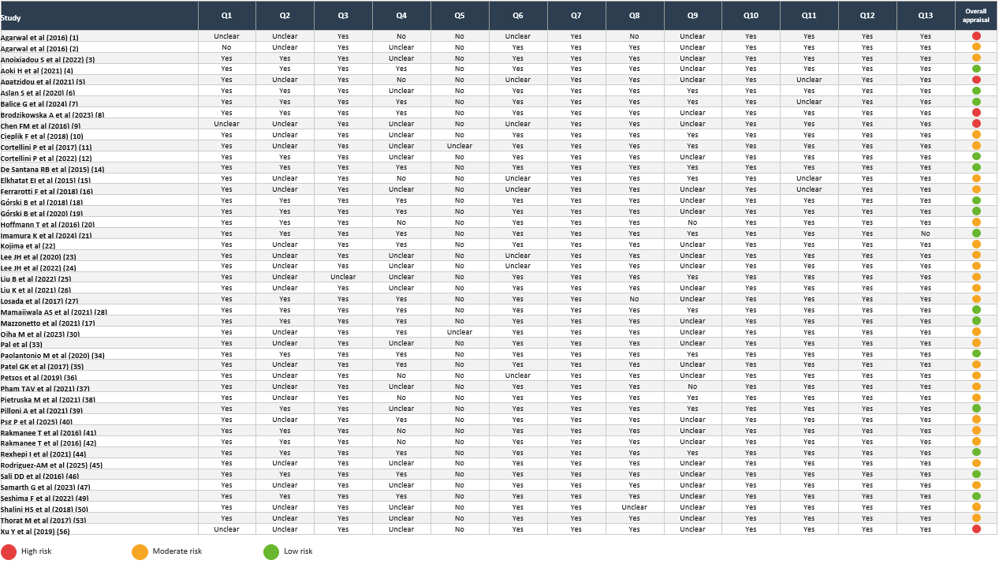 Study Q1 Q2 Q3 Q4 Q5 Q6 Q7 Q8 Q9 Q10 Q11 Q12 Q13 Overall appraisal
Agarwal et al (2016) (1) Unclear Unclear Yes No No Unclear Yes No Unclear Yes Yes Yes Yes
Agarwal et al (2016) (2) No Unclear Yes Unclear No Yes Yes Yes Unclear Yes Yes Yes Yes
Anoixiadou S et al (2022) (3) Yes Yes Yes Unclear No Yes Yes Yes Unclear Yes Yes Yes Yes
Aoki H et al (2021) (4) Yes Yes Yes Yes No Yes Yes Yes Unclear Yes Yes Yes Yes
Apatzidou et al (2021) (5) Yes Unclear Yes No No Unclear Yes Yes Unclear Yes Unclear Yes Yes
Aslan S et al (2020) (6) Yes Yes Yes Unclear No Yes Yes Yes Yes Yes Yes Yes Yes
Balice G et al (2024) (7) Yes Yes Yes Yes No Yes Yes Yes Yes Yes Unclear Yes Yes
Brodzikowska A et al (2023) (8) Yes Yes Yes Yes No Yes Yes Yes Unclear Yes Yes Yes Yes
Chen FM et al (2016) (9) Unclear Unclear Yes Unclear No Unclear Yes Yes Unclear Yes Yes Yes Yes
Cieplik F et al (2018) (10) Yes Unclear Yes Unclear No Yes Yes Yes Yes Yes Yes Yes Yes
Cortellini P et al (2017) (11) Yes Unclear Yes Unclear Unclear Yes Yes Yes Yes Yes Yes Yes Yes
Cortellini P et al (2022) (12) Yes Yes Yes Unclear No Yes Yes Yes Unclear Yes Yes Yes Yes
De Santana RB et al (2015) (14) Yes Yes Yes Yes No Yes Yes Yes Yes Yes Yes Yes Yes
Elkhatat EI et al (2015) (15) Yes Unclear Yes No No Unclear Yes Yes Yes Yes Unclear Yes Yes
Ferrarotti F et al (2018) (16) Yes Unclear Yes Unclear No Unclear Yes Yes Unclear Yes Unclear Yes Yes
Górski B et al (2018) (18) Yes Yes Yes Yes No Yes Yes Yes Unclear Yes Yes Yes Yes
Górski B et al (2020) (19) Yes Yes Yes Yes No Yes Yes Yes Unclear Yes Yes Yes Yes
Hoffmann T et al (2016) (20) Yes Yes Yes No No Yes Yes Yes No Yes Yes Yes Yes
Imamura K et al (2024) (21) Yes Yes Yes Yes No Yes Yes Yes Yes Yes Yes Yes No
Kojima et al (22) Yes Unclear Yes Yes No Yes Yes Yes Unclear Yes Yes Yes Yes
Lee JH et al (2020) (23) Yes Unclear Yes Unclear No Unclear Yes Yes Unclear Yes Yes Yes Yes
Lee JH et al (2022) (24) Yes Unclear Yes Unclear No Unclear Yes Yes Unclear Yes Yes Yes Yes
Liu B et al (2022) (25) Yes Unclear Unclear Unclear No Yes Yes Yes Yes Yes Yes Yes Yes
Liu K et al (2021) (26) Yes Unclear Yes Unclear No Yes Yes Yes Unclear Yes Yes Yes Yes
Losada et al (2017) (27) Yes Yes Yes Yes No Yes Yes No Unclear Yes Yes Yes Yes
Mamajiwala AS et al (2021) (28) Yes Yes Yes Yes No Yes Yes Yes Yes Yes Yes Yes Yes
Mazzonetto et al (2021) (17) Yes Yes Yes Yes No Yes Yes Yes Unclear Yes Yes Yes Yes
Ojha M et al (2023) (30) Yes Unclear Yes Yes Unclear Yes Yes Yes Unclear Yes Yes Yes Yes
Pal et al (33) Yes Unclear Yes Unclear No Yes Yes Yes Unclear Yes Yes Yes Yes
Paolantonio M et al (2020) (34) Yes Yes Yes Yes No Yes Yes Yes Yes Yes Yes Yes Yes
Patel GK et al (2017) (35) Yes Unclear Yes Yes No Yes Yes Yes Unclear Yes Yes Yes Yes
Petsos et al (2019) (36) Yes Unclear Yes No No Unclear Yes Yes Unclear Yes Yes Yes Yes
Pham TAV et al (2021) (37) Yes Unclear Yes Unclear No Yes Yes Yes No Yes Yes Yes Yes
Pietruska M et al (2021) (38) Yes Unclear Yes No No Yes Yes Yes Yes Yes Yes Yes Yes
Pilloni A et al (2021) (39) Yes Yes Yes Unclear No Yes Yes Yes Yes Yes Yes Yes Yes
Psg P et al (2025) (40) Yes Unclear Yes Yes No Yes Yes Yes Unclear Yes Yes Yes Yes
Rakmanee T et al (2016) (41) Yes Yes Yes No No Yes Yes Yes Unclear Yes Yes Yes Yes
Rakmanee T et al (2016) (42) Yes Yes Yes No No Yes Yes Yes Unclear Yes Yes Yes Yes
Rexhepi I et al (2021) (44) Yes Yes Yes Yes No Yes Yes Yes Yes Yes Yes Yes Yes
Rodriguez-AM et al (2025) (45) Yes Unclear Yes Unclear No Yes Yes Yes Unclear Yes Yes Yes Yes
Sali DD et al (2016) (46) Yes Yes Yes Yes No Yes Yes Yes Unclear Yes Yes Yes Yes
Samarth G et al (2023) (47) Yes Unclear Yes Unclear No Yes Yes Yes Unclear Yes Yes Yes Yes
Seshima F et al (2022) (49) Yes Yes Yes Yes No Yes Yes Yes Unclear Yes Yes Yes Yes
Shalini HS et al (2018) (50) Yes Unclear Yes Unclear No Yes Yes Unclear Unclear Yes Yes Yes Yes
Thorat M et al (2017) (53) Yes Unclear Yes Unclear No Yes Yes Yes Unclear Yes Yes Yes Yes
Xu Y et al (2019) (56) Unclear Unclear Yes Unclear No Yes Yes Yes Unclear Yes Yes Yes Yes
High risk Moderate risk Low risk